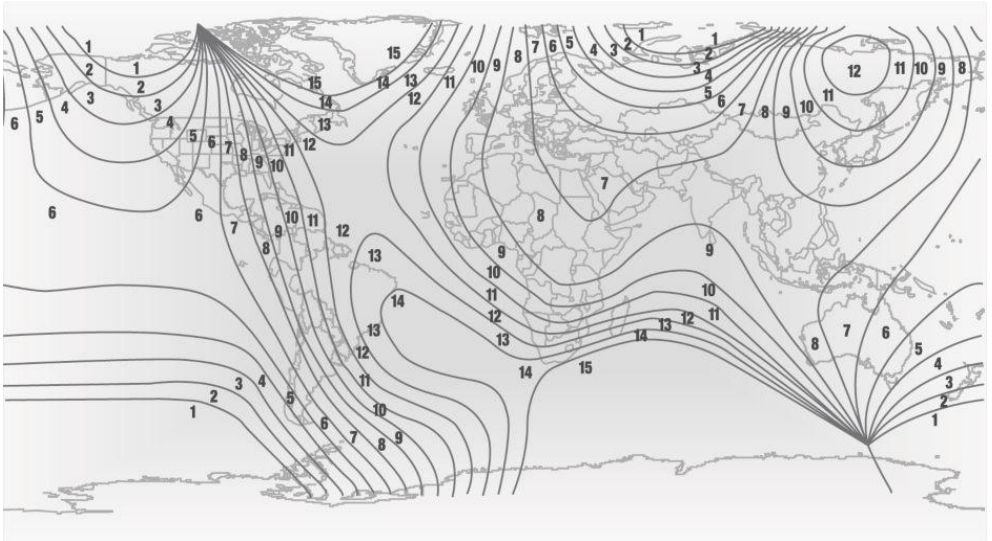 1 15 10 9 8 7 6 5 4 3 2 1 1
2
2 1 15 14 13 11 3 4 12 11 10 9 8
3 2 14 12 5 6 11
5 4 3 4 13 7 8 9 10
6 5 6 7 8 9 10 11 12
7
6 6 7 10 11 12 8
8 9 13 9 9
10
14 11 10
13 12 13 14 13 12 11 7 6
12 8 5
14 15 4
3 4 11 3
2 5 2
1 10 1
6
7 8 9